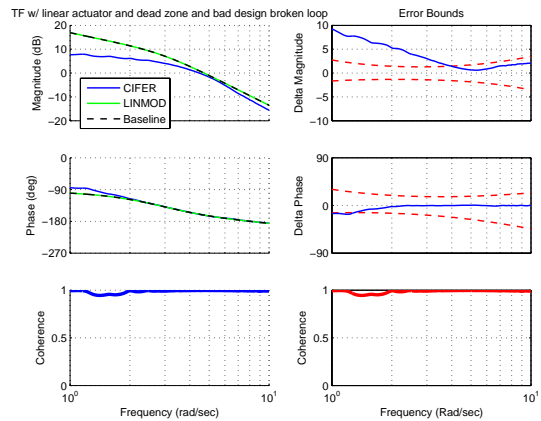 TF w/ linear actuator and dead zone and bad design broken loop
Magnitude (dB)
20
10
0
−10
−20
CIFER
LINMOD
Baseline
Error Bounds
Delta Magnitude
10
5
0
−5
−10
Phase (deg)
0
−90
−180
−270
Delta Phase
90
0
−90
Coherence
1
0.5
0
10^0
10^1
Frequency (rad/sec)
Coherence
1
0.5
0
10^0
10^1
Frequency (Rad/sec)